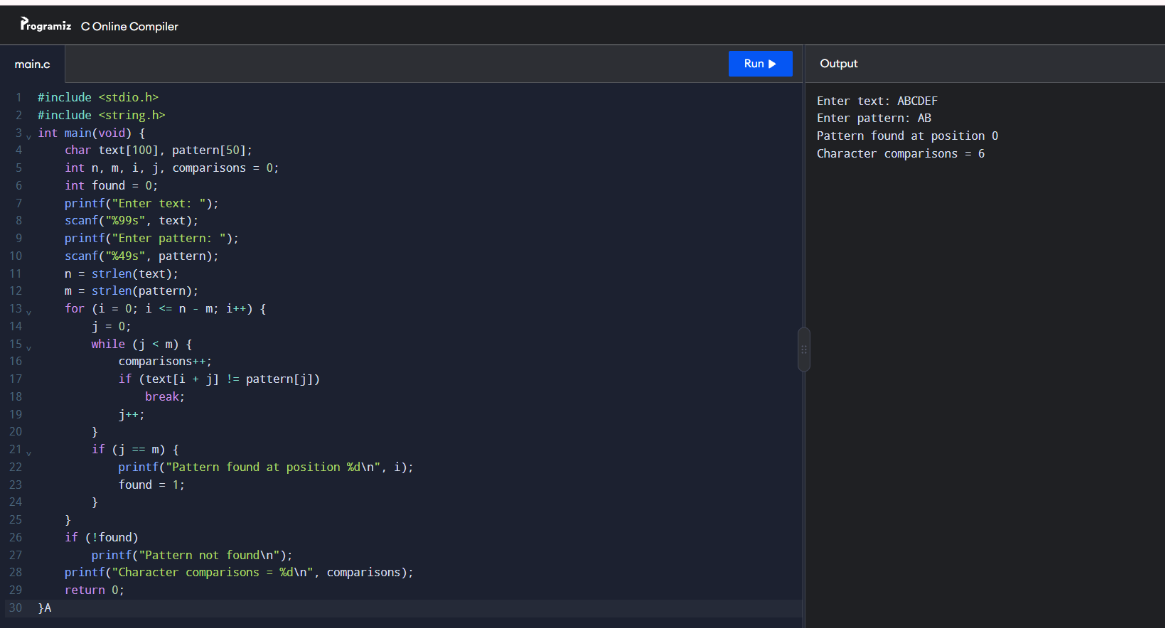 Programiz C Online Compiler
main.c
Run
Output
1 #include <stdio.h>
2 #include <string.h>
3 int main(void) {
4     char text[100], pattern[50];
5     int n, m, i, j, comparisons = 0;
6     int found = 0;
7     printf("Enter text: ");
8     scanf("%99s", text);
9     printf("Enter pattern: ");
10     scanf("%49s", pattern);
11     n = strlen(text);
12     m = strlen(pattern);
13     for (i = 0; i <= n - m; i++) {
14         j = 0;
15         while (j < m) {
16             comparisons++;
17             if (text[i + j] != pattern[j])
18                 break;
19             j++;
20         }
21         if (j == m) {
22             printf("Pattern found at position %d\n", i);
23             found = 1;
24         }
25     }
26     if (!found)
27         printf("Pattern not found\n");
28     printf("Character comparisons = %d\n", comparisons);
29     return 0;
30 }A
Enter text: ABCDEF
Enter pattern: AB
Pattern found at position 0
Character comparisons = 6